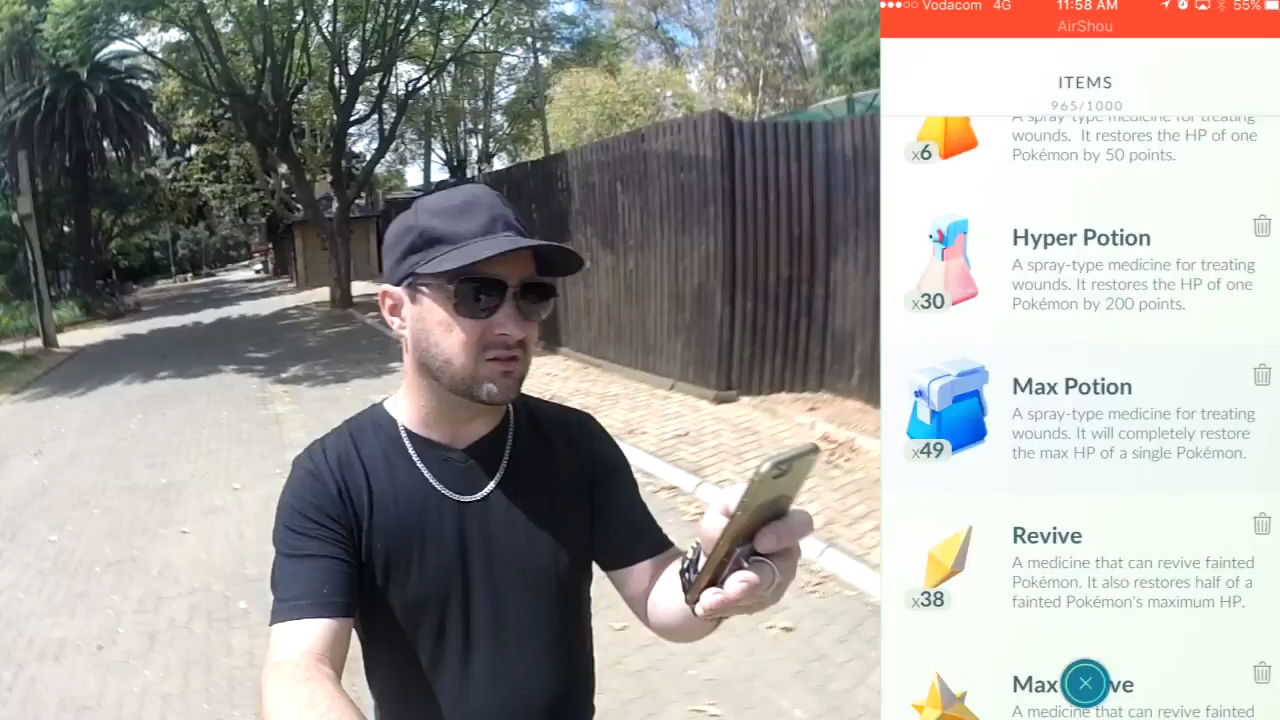 Vodacom 4G 11:58 AM 55%
AirShou
ITEMS
965/1000
A spray-type medicine for treating
wounds. It restores the HP of one
Pokémon by 50 points.
x6
Hyper Potion
A spray-type medicine for treating
wounds. It restores the HP of one
Pokémon by 200 points.
x30
Max Potion
A spray-type medicine for treating
wounds. It will completely restore
the max HP of a single Pokémon.
x49
Revive
A medicine that can revive fainted
Pokémon. It also restores half of a
fainted Pokémon's maximum HP.
x38
Max ve
A medicine that can revive fainted